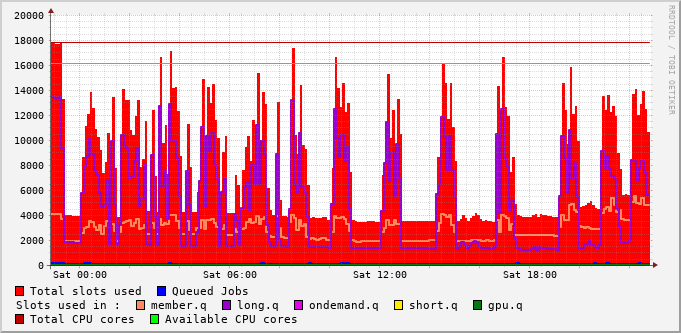 20000
18000
16000
14000
12000
10000
8000
6000
4000
2000
0
Sat 00:00 Sat 06:00 Sat 12:00 Sat 18:00
RRDTOOL / TOBI OETIKER
Total slots used Queued Jobs
Slots used in : member.q long.q ondemand.q short.q gpu.q
Total CPU cores Available CPU cores